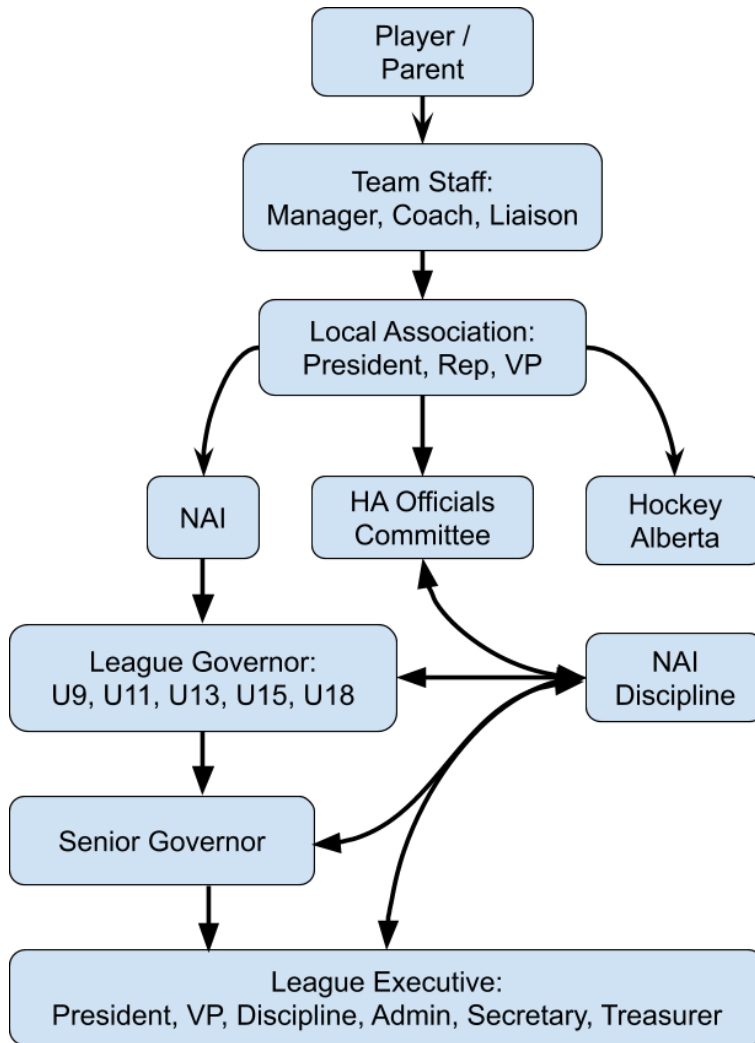 Player /
Parent
Team Staff:
Manager, Coach, Liaison
Local Association:
President, Rep, VP
NAI
HA Officials
Committee
Hockey
Alberta
League Governor:
U9, U11, U13, U15, U18
NAI
Discipline
Senior Governor
League Executive:
President, VP, Discipline, Admin, Secretary, Treasurer